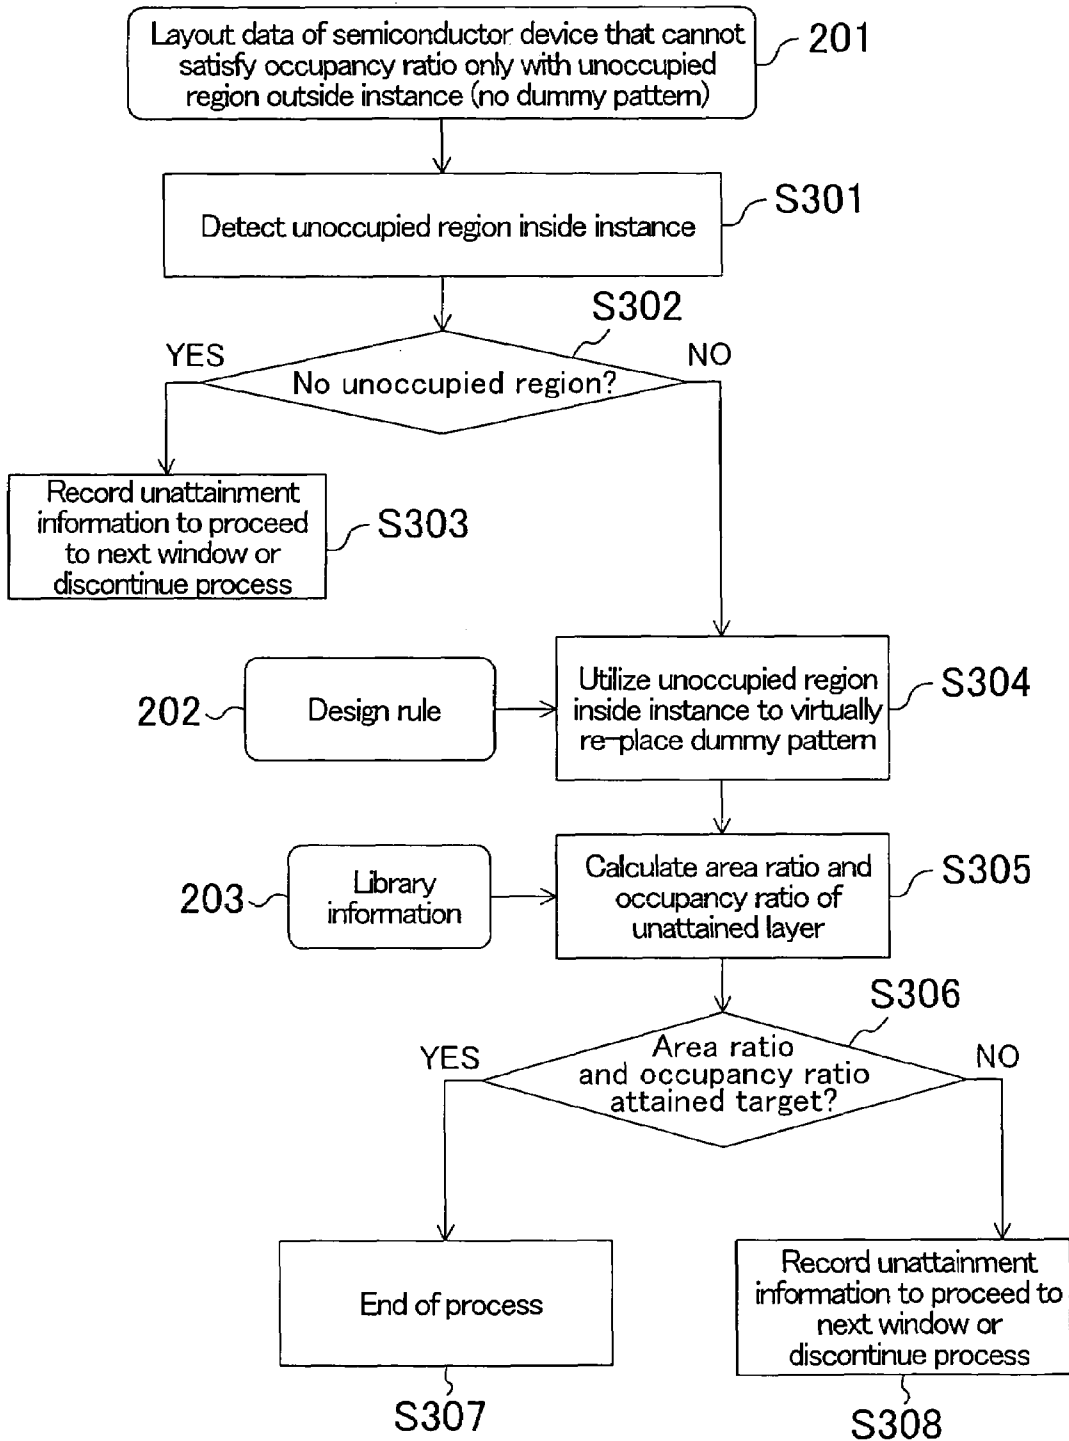 Layout data of semiconductor device that cannot
satisfy occupancy ratio only with unoccupied
region outside instance (no dummy pattern)
201
Detect unoccupied region inside instance
S301
S302
YES
NO
No unoccupied region?
Record unattainment
information to proceed
to next window or
discontinue process
S303
202
Design rule
Utilize unoccupied region
inside instance to virtually
re-place dummy pattern
S304
203
Library
information
Calculate area ratio and
occupancy ratio of
unattained layer
S305
S306
YES
NO
Area ratio
and occupancy ratio
attained target?
End of process
S307
Record unattainment
information to proceed to
next window or
discontinue process
S308